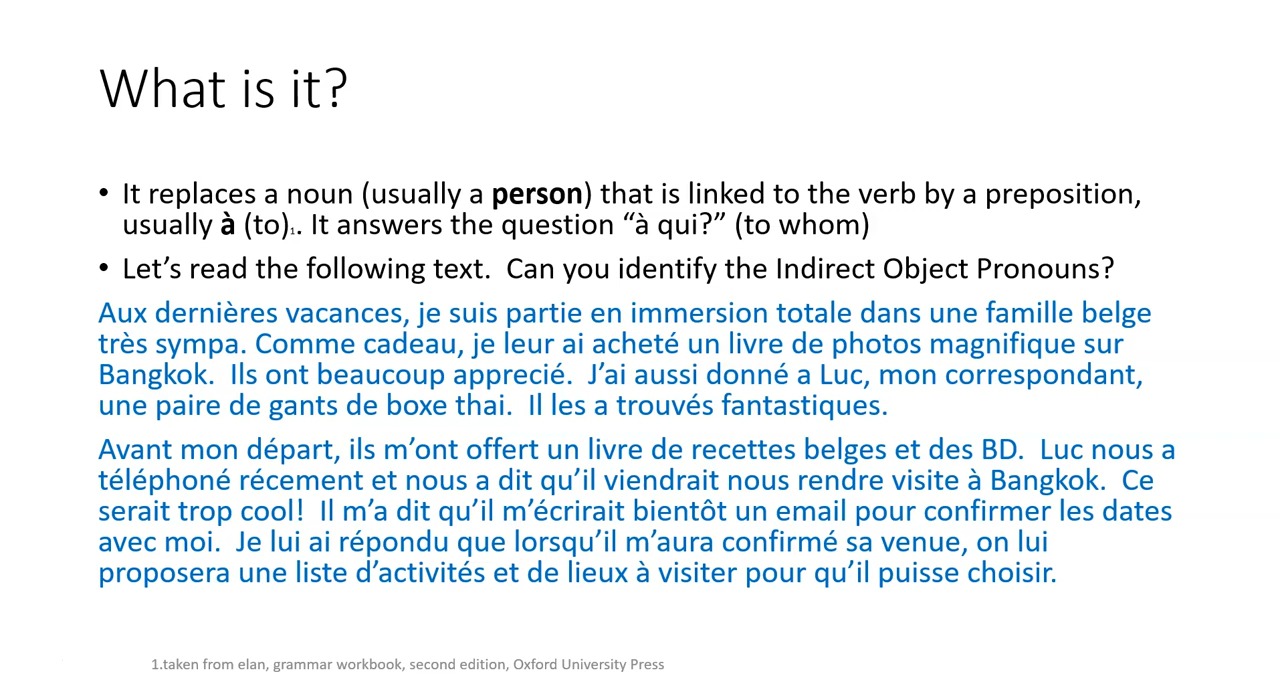 What is it?
• It replaces a noun (usually a person) that is linked to the verb by a preposition,
usually à (to)1. It answers the question “à qui?” (to whom)
• Let’s read the following text.  Can you identify the Indirect Object Pronouns?
Aux dernières vacances, je suis partie en immersion totale dans une famille belge
très sympa. Comme cadeau, je leur ai acheté un livre de photos magnifique sur
Bangkok.  Ils ont beaucoup apprecié.  J’ai aussi donné a Luc, mon correspondant,
une paire de gants de boxe thai.  Il les a trouvés fantastiques.
Avant mon départ, ils m’ont offert un livre de recettes belges et des BD.  Luc nous a
téléphoné récement et nous a dit qu’il viendrait nous rendre visite à Bangkok.  Ce
serait trop cool!  Il m’a dit qu’il m’écrirait bientôt un email pour confirmer les dates
avec moi.  Je lui ai répondu que lorsqu’il m’aura confirmé sa venue, on lui
proposera une liste d’activités et de lieux à visiter pour qu’il puisse choisir.
1.taken from elan, grammar workbook, second edition, Oxford University Press